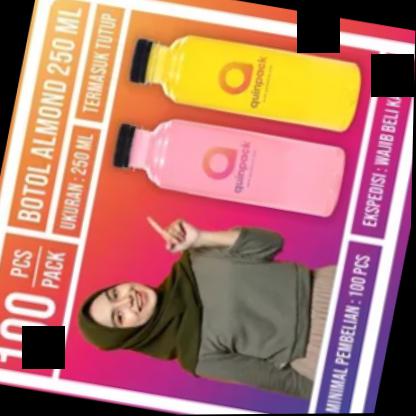 BOTOL ALMOND 250 ML
UKURAN : 250 ML
TERMASUK TUTUP
100 PCS
PACK
quinpack
quinpack
MINIMAL PEMBELIAN : 100 PCS
EKSPEDISI : WAJIB BELI